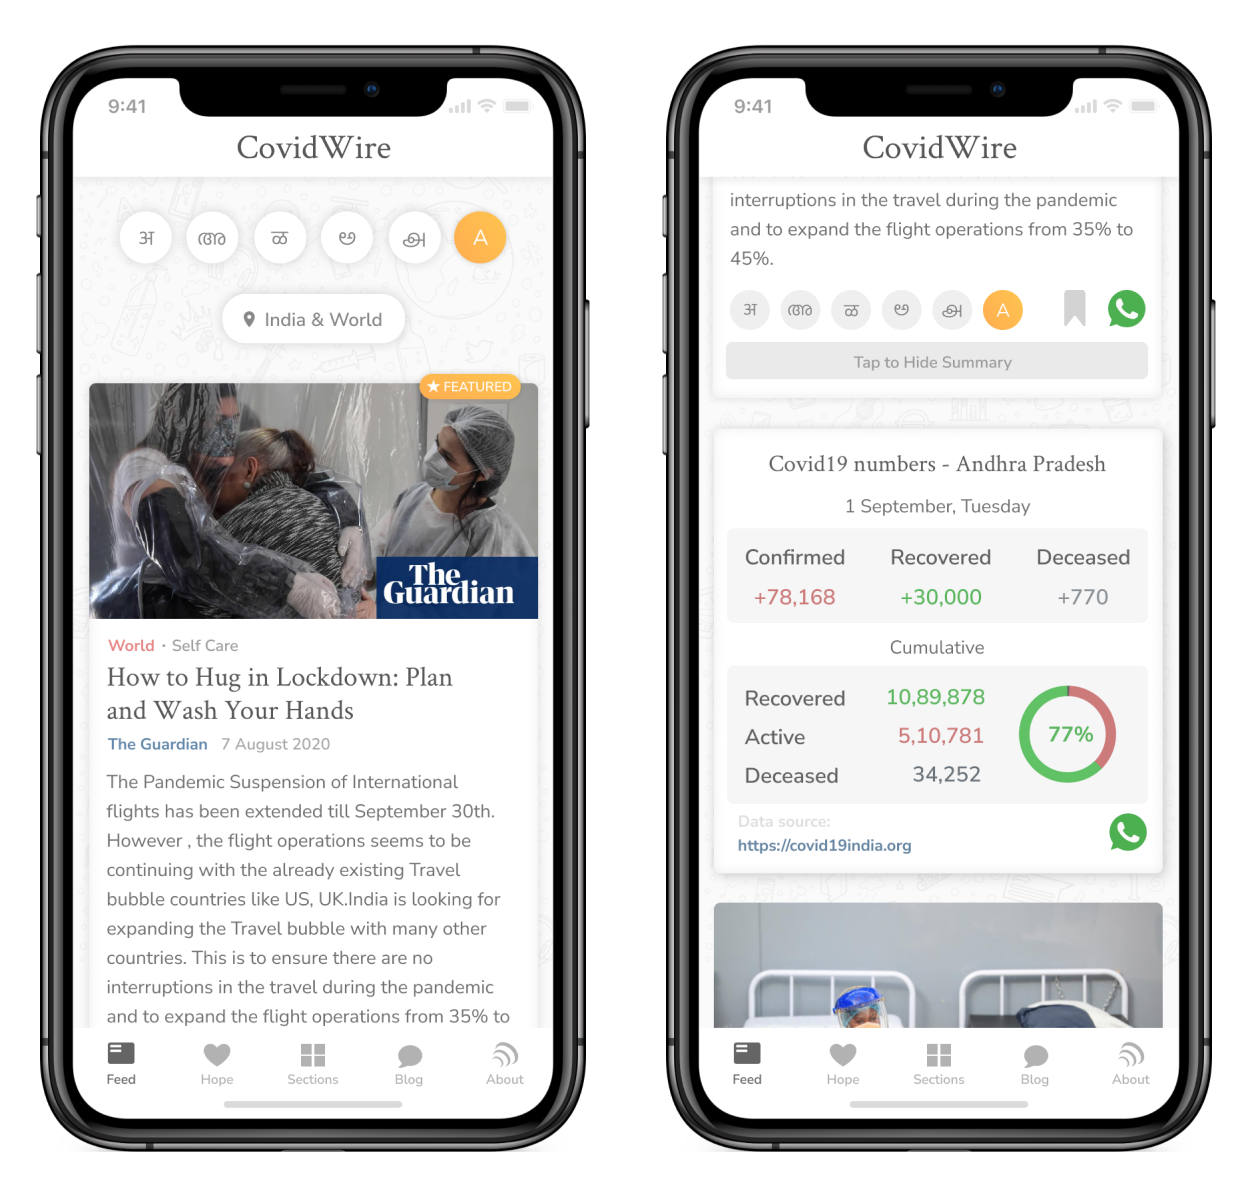 9:41
CovidWire
अ
അ
ಳ
అ
அ
A
India & World
FEATURED
The
Guardian
World · Self Care
How to Hug in Lockdown: Plan
and Wash Your Hands
The Guardian 7 August 2020
The Pandemic Suspension of International
flights has been extended till September 30th.
However , the flight operations seems to be
continuing with the already existing Travel
bubble countries like US, UK.India is looking for
expanding the Travel bubble with many other
countries. This is to ensure there are no
interruptions in the travel during the pandemic
and to expand the flight operations from 35% to
Feed
Hope
Sections
Blog
About
9:41
CovidWire
interruptions in the travel during the pandemic
and to expand the flight operations from 35% to
45%.
अ
അ
ಳ
అ
அ
A
Tap to Hide Summary
Covid19 numbers - Andhra Pradesh
1 September, Tuesday
Confirmed Recovered Deceased
+78,168 +30,000 +770
Cumulative
Recovered 10,89,878
Active 5,10,781
Deceased 34,252
77%
Data source:
https://covid19india.org
Feed
Hope
Sections
Blog
About